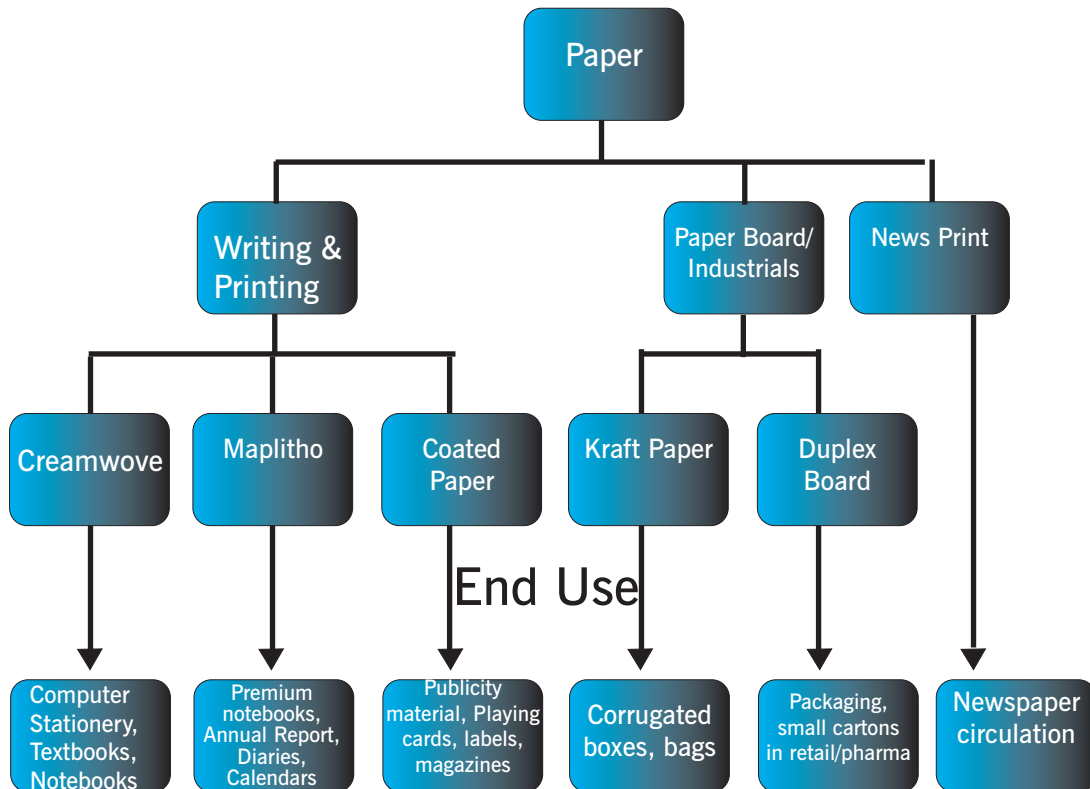 Paper
Writing &
Printing
Paper Board/
Industrials
News Print
Creamwove
Maplitho
Coated
Paper
Kraft Paper
Duplex
Board
End Use
Computer
Stationery,
Textbooks,
Notebooks
Premium
notebooks,
Annual Report,
Diaries,
Calendars
Publicity
material, Playing
cards, labels,
magazines
Corrugated
boxes, bags
Packaging,
small cartons
in retail/pharma
Newspaper
circulation